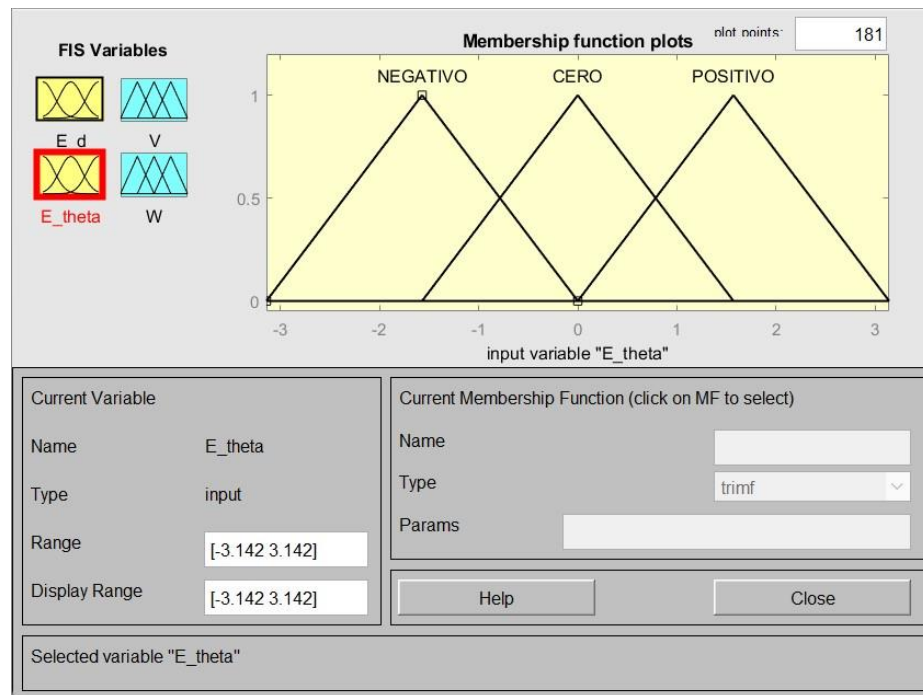 FIS Variables
E_d
V
E_theta
W
Membership function plots
plot points:
181
NEGATIVO
CERO
POSITIVO
1
0.5
0
-3
-2
-1
0
1
2
3
input variable "E_theta"
Current Variable
Name
E_theta
Type
input
Range
[-3.142 3.142]
Display Range
[-3.142 3.142]
Current Membership Function (click on MF to select)
Name
Type
trimf
Params
Help
Close
Selected variable "E_theta"